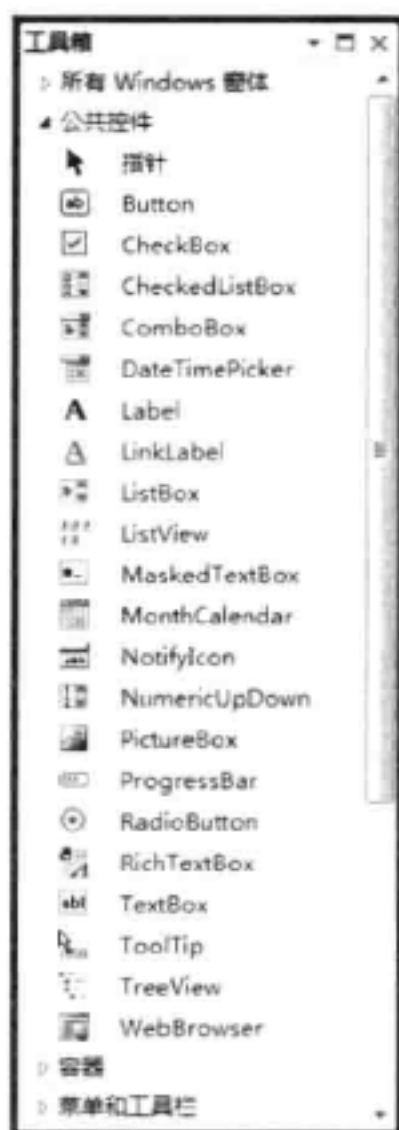 工具箱
所有 Windows 窗体
公共控件
指针
Button
CheckBox
CheckedListBox
ComboBox
DateTimePicker
Label
LinkLabel
ListBox
ListView
MaskedTextBox
MonthCalendar
NotifyIcon
NumericUpDown
PictureBox
ProgressBar
RadioButton
RichTextBox
TextBox
ToolTip
TreeView
WebBrowser
容器
菜单和工具栏